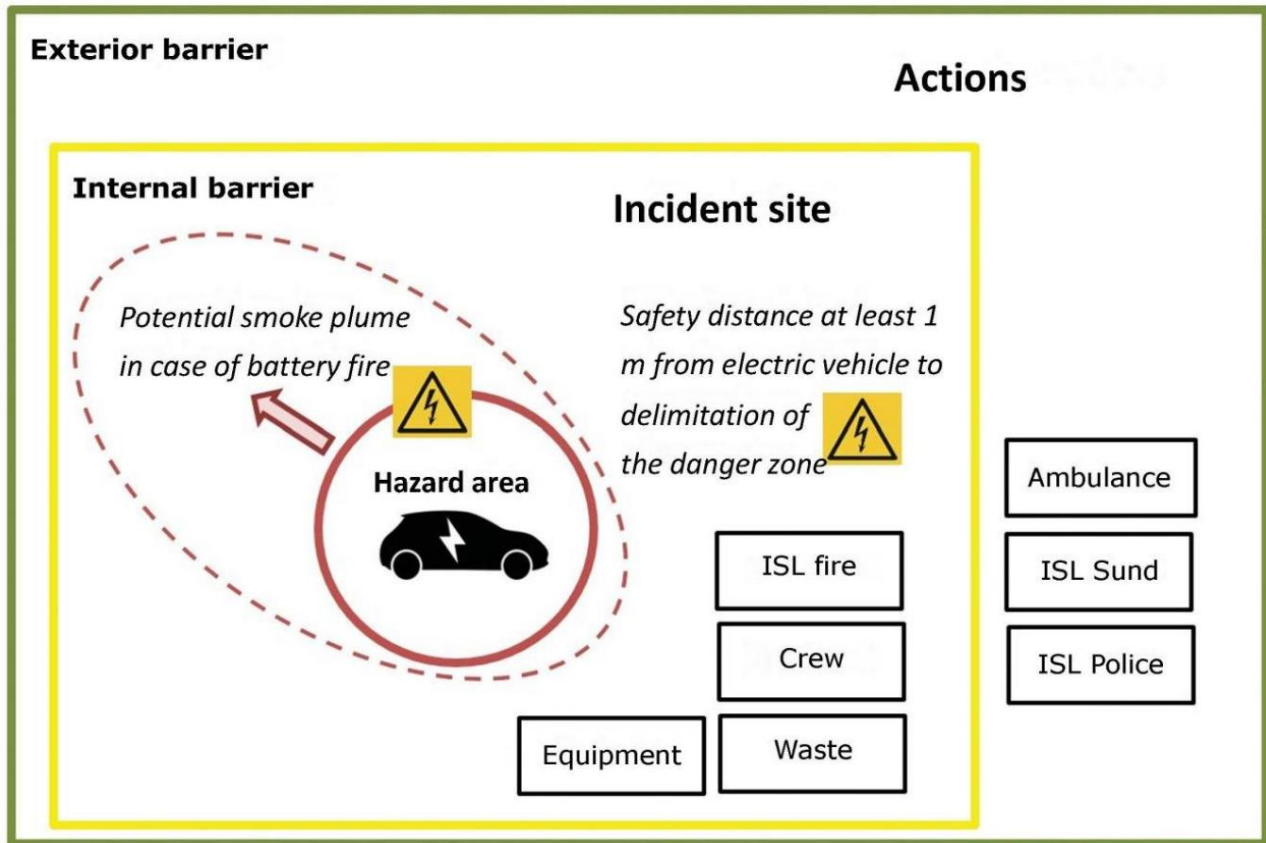 Exterior barrier
Actions
Internal barrier
Incident site
Potential smoke plume
in case of battery fire
Safety distance at least 1
m from electric vehicle to
delimitation of
the danger zone
Hazard area
Ambulance
ISL fire
ISL Sund
Crew
ISL Police
Equipment
Waste